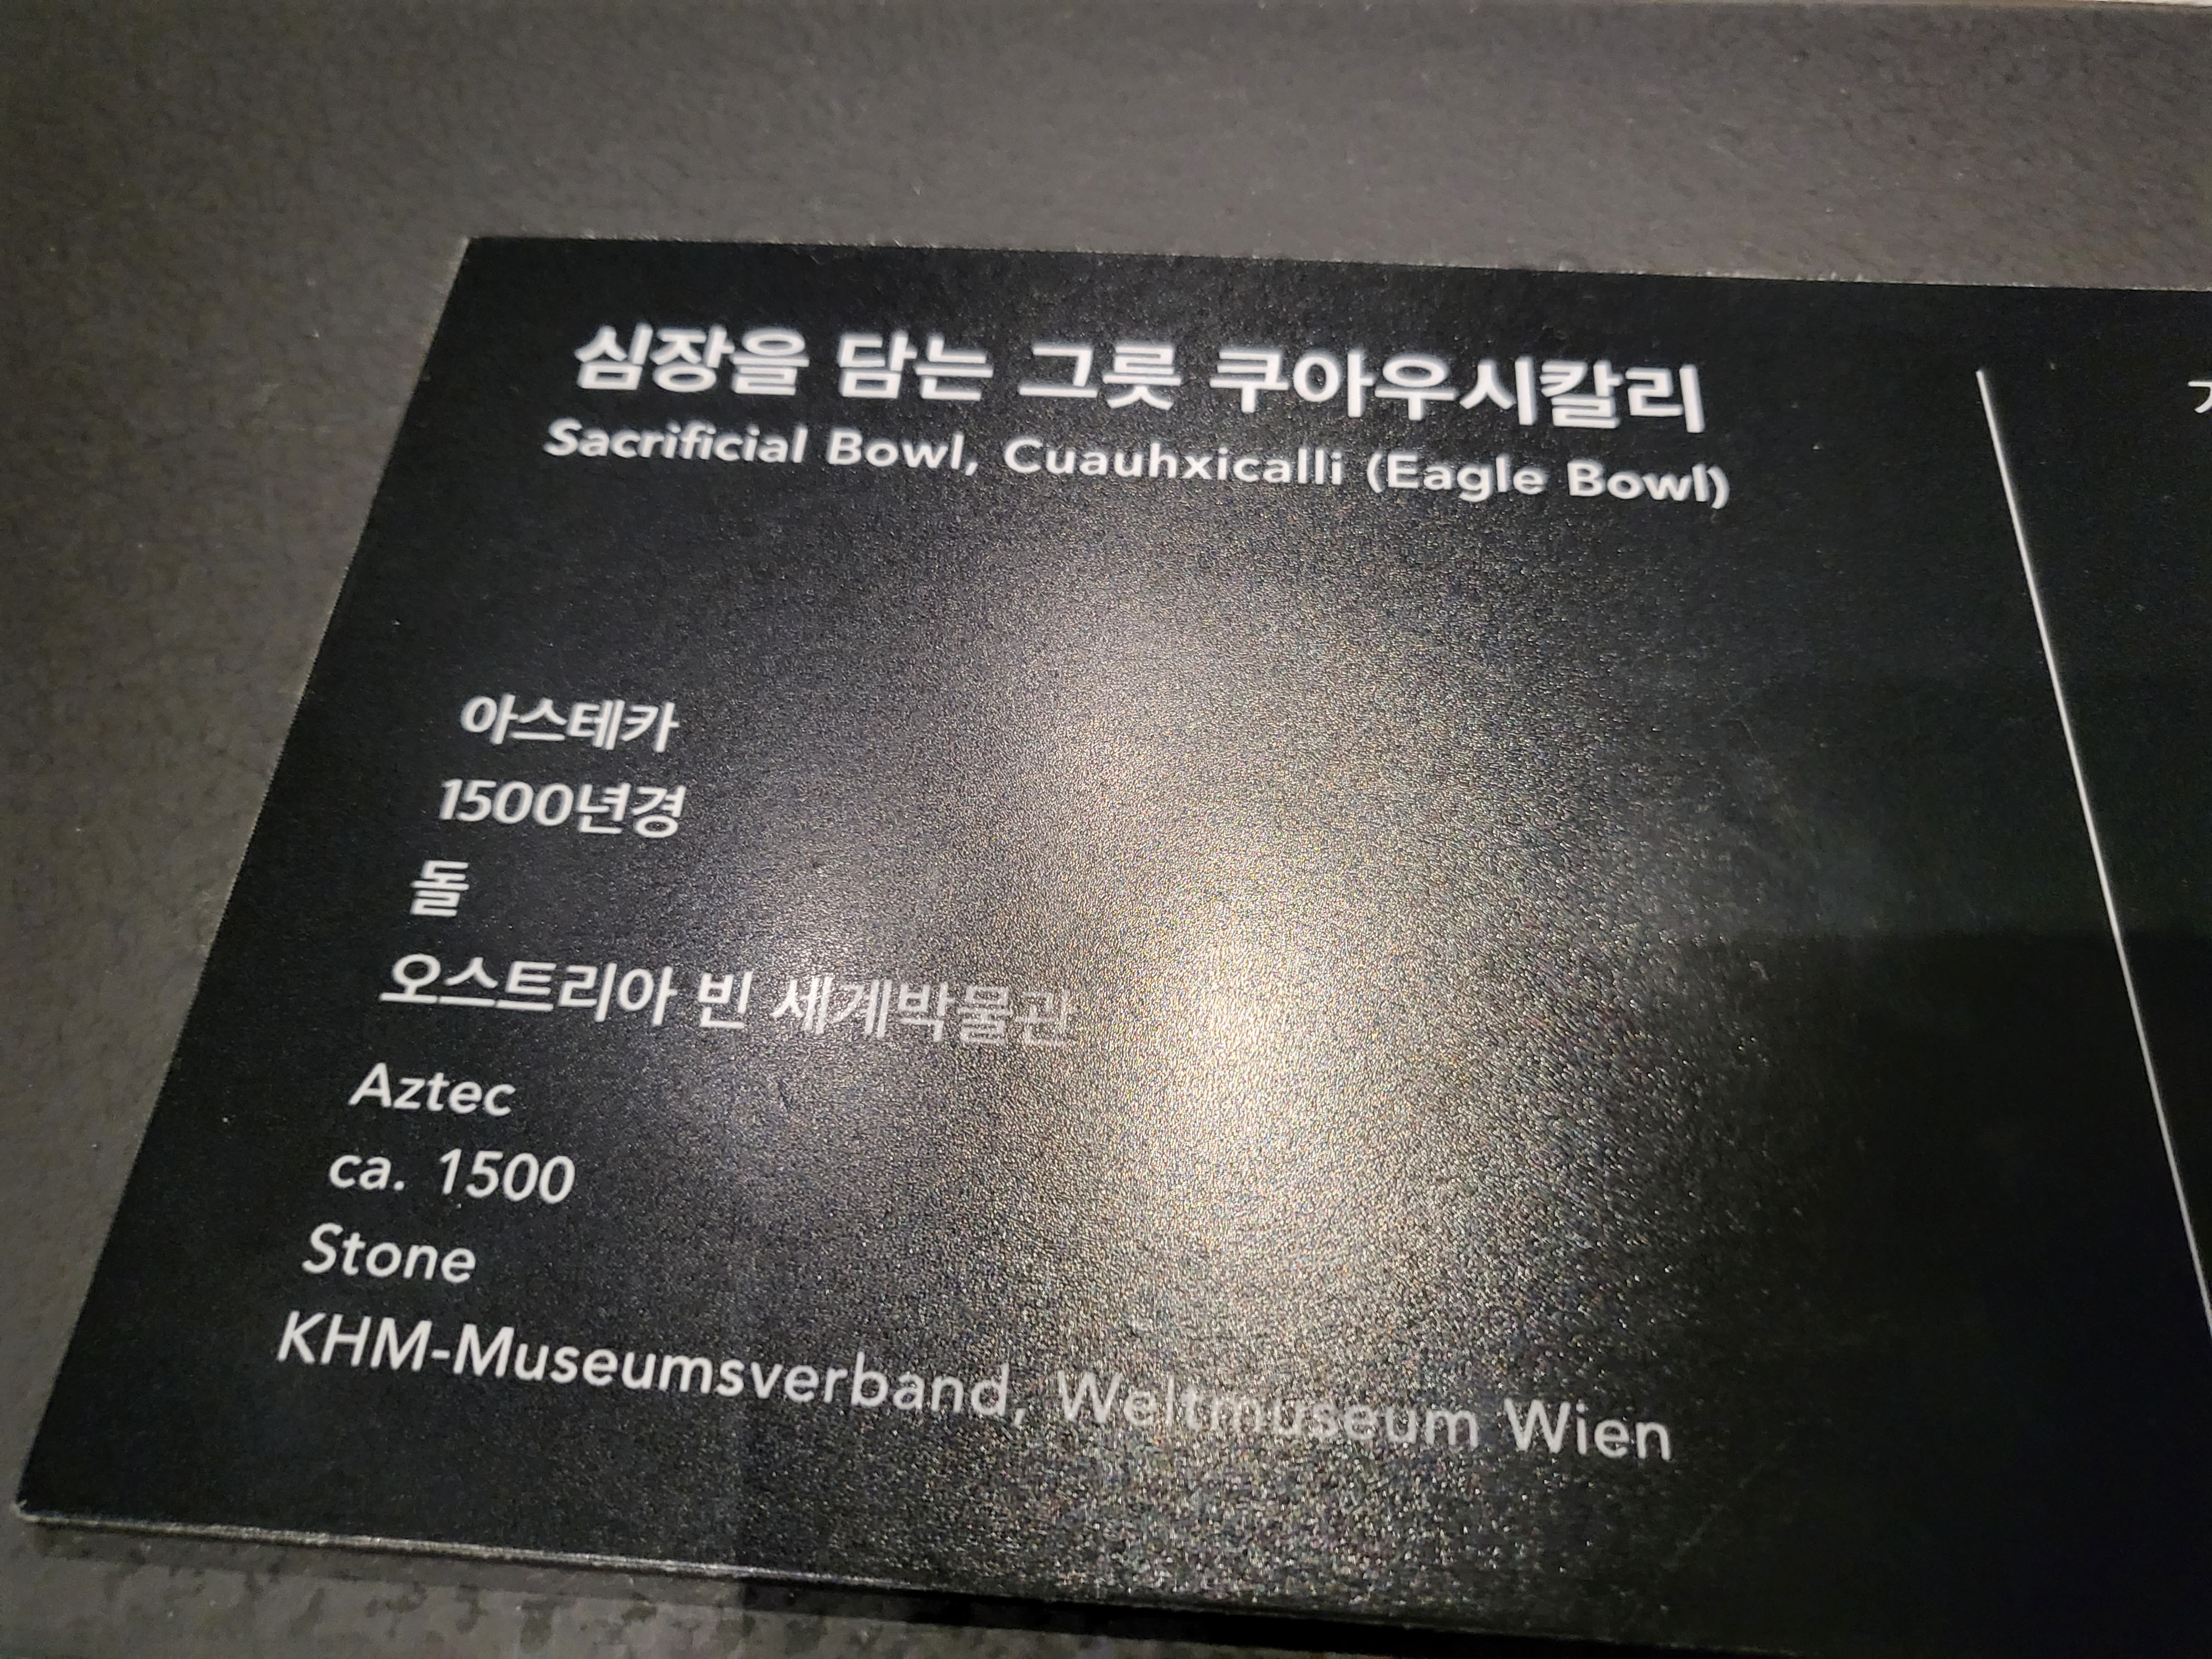 심장을 담는 그릇 쿠아우시칼리
Sacrificial Bowl, Cuauhxicalli (Eagle Bowl)
아스테카
1500년경
돌
오스트리아 빈 세계박물관
Aztec
ca. 1500
Stone
KHM-Museumsverband, Weltmuseum Wien